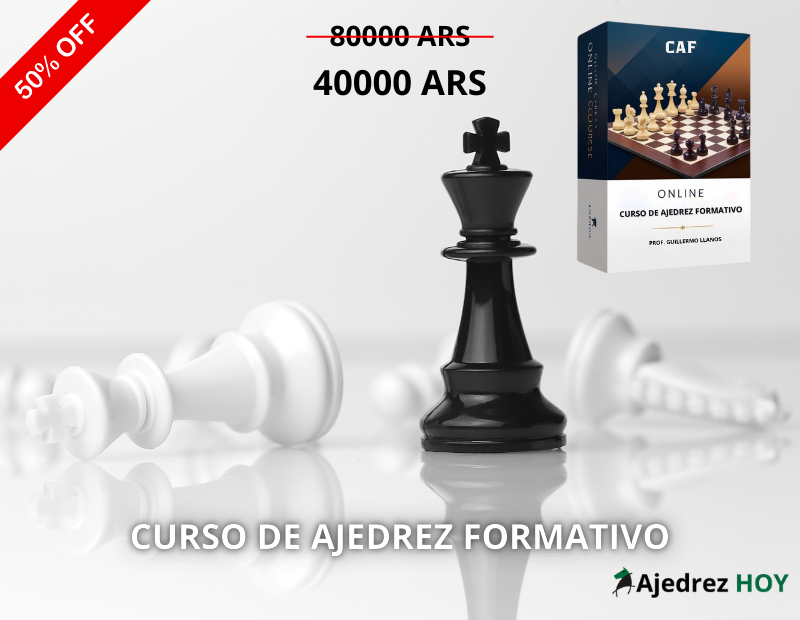 50% OFF
80000 ARS
40000 ARS
CAF
ONLINE
CURSO DE AJEDREZ FORMATIVO
PROF. GUILLERMO LLANOS
CURSO DE AJEDREZ FORMATIVO
Ajedrez HOY